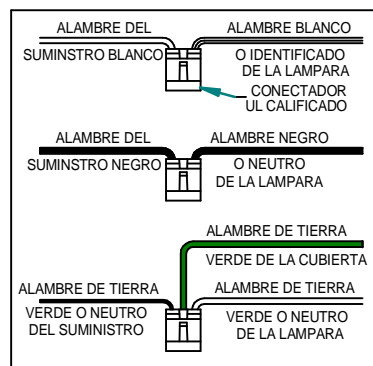 ALAMBRE DEL
SUMINSTRO BLANCO
ALAMBRE BLANCO
O IDENTIFICADO
DE LA LAMPARA
CONECTADOR
UL CALIFICADO
ALAMBRE DEL
SUMINSTRO NEGRO
ALAMBRE NEGRO
O NEUTRO
DE LA LAMPARA
ALAMBRE DE TIERRA
VERDE DE LA CUBIERTA
ALAMBRE DE TIERRA
VERDE O NEUTRO
DEL SUMINISTRO
ALAMBRE DE TIERRA
VERDE O NEUTRO
DE LA LAMPARA